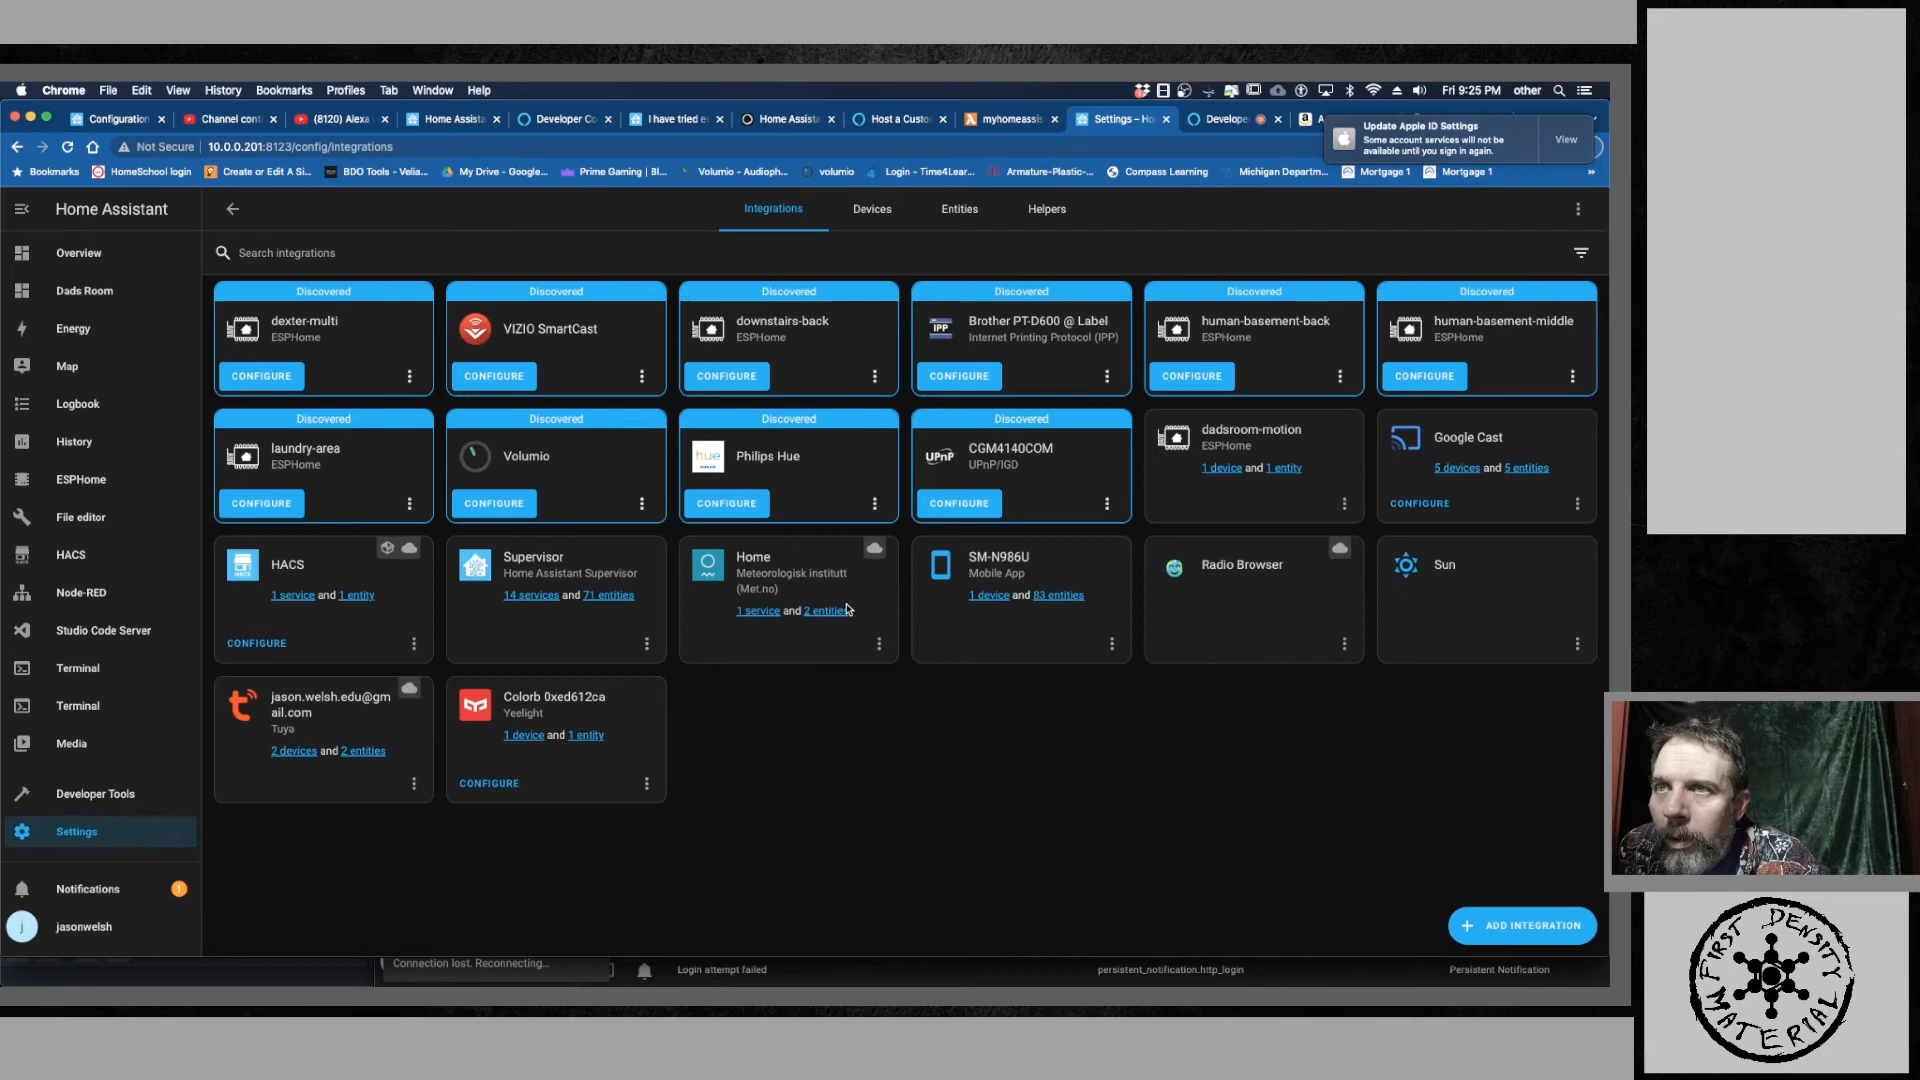 Chrome File Edit View History Bookmarks Profiles Tab Window Help
Fri 9:25 PM other
Configuration
Channel cont
(8120) Alexa
Home Assista
Developer Co
I have tried ev
Home Assista
Host a Custo
myhomeassis
Settings – Ho
Develope
A
Update Apple ID Settings
Some account services will not be
available until you sign in again.
View
Not Secure 10.0.0.201:8123/config/integrations
Bookmarks
HomeSchool login
Create or Edit A Si...
BDO Tools - Velia...
My Drive - Google...
Prime Gaming | Bl...
Volumio - Audioph...
volumio
Login - Time4Lear...
Armature-Plastic-...
Compass Learning
Michigan Departm...
Mortgage 1
Mortgage 1
»
Home Assistant
Integrations
Devices
Entities
Helpers
Overview
Dads Room
Energy
Map
Logbook
History
ESPHome
File editor
HACS
Node-RED
Studio Code Server
Terminal
Terminal
Media
Developer Tools
Settings
Notifications 1
j jasonwelsh
Search integrations
Discovered
dexter-multi
ESPHome
CONFIGURE
Discovered
VIZIO SmartCast
CONFIGURE
Discovered
downstairs-back
ESPHome
CONFIGURE
Discovered
IPP
Brother PT-D600 @ Label
Internet Printing Protocol (IPP)
CONFIGURE
Discovered
human-basement-back
ESPHome
CONFIGURE
Discovered
human-basement-middle
ESPHome
CONFIGURE
Discovered
laundry-area
ESPHome
CONFIGURE
Discovered
Volumio
CONFIGURE
Discovered
hue
Philips Hue
CONFIGURE
Discovered
UPnP
CGM4140COM
UPnP/IGD
CONFIGURE
dadsroom-motion
ESPHome
1 device and 1 entity
Google Cast
5 devices and 5 entities
CONFIGURE
HACS
HACS
1 service and 1 entity
CONFIGURE
Supervisor
Home Assistant Supervisor
14 services and 71 entities
Home
Meteorologisk institutt
(Met.no)
1 service and 2 entities
SM-N986U
Mobile App
1 device and 83 entities
Radio Browser
Sun
jason.welsh.edu@gm
ail.com
Tuya
2 devices and 2 entities
Colorb 0xed612ca
Yeelight
1 device and 1 entity
CONFIGURE
+ ADD INTEGRATION
Connection lost. Reconnecting...
Login attempt failed
persistent_notification.http_login
Persistent Notification
FIRST DENSITY
MATERIAL